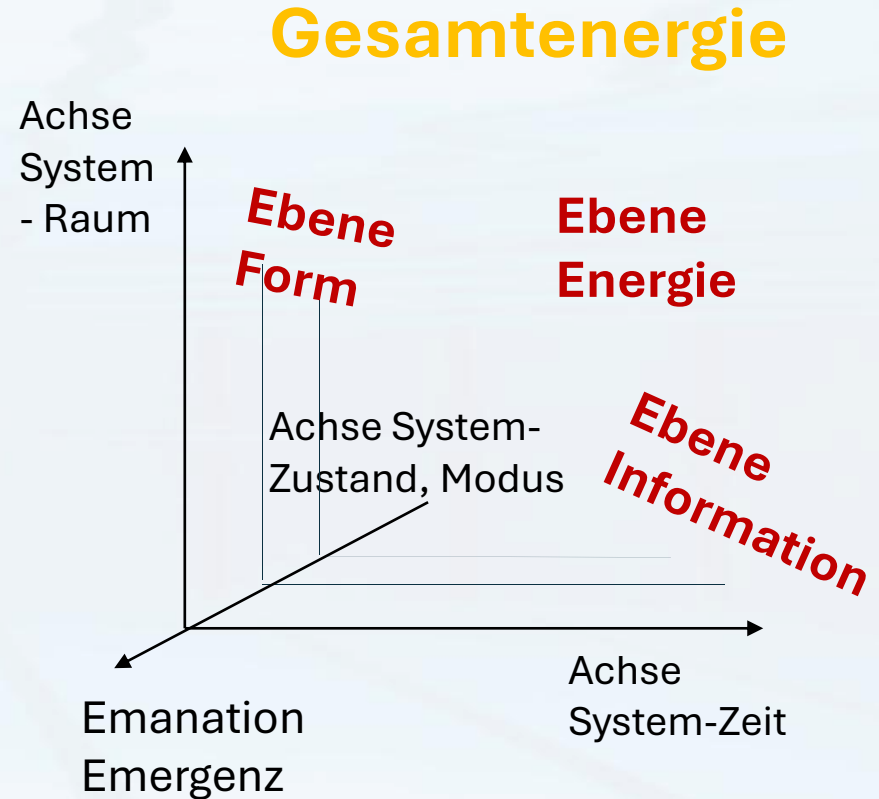 Gesamtenergie
Achse
System
- Raum
Ebene
Form
Ebene
Energie
Achse System-
Zustand, Modus
Ebene
Information
Achse
System-Zeit
Emanation
Emergenz